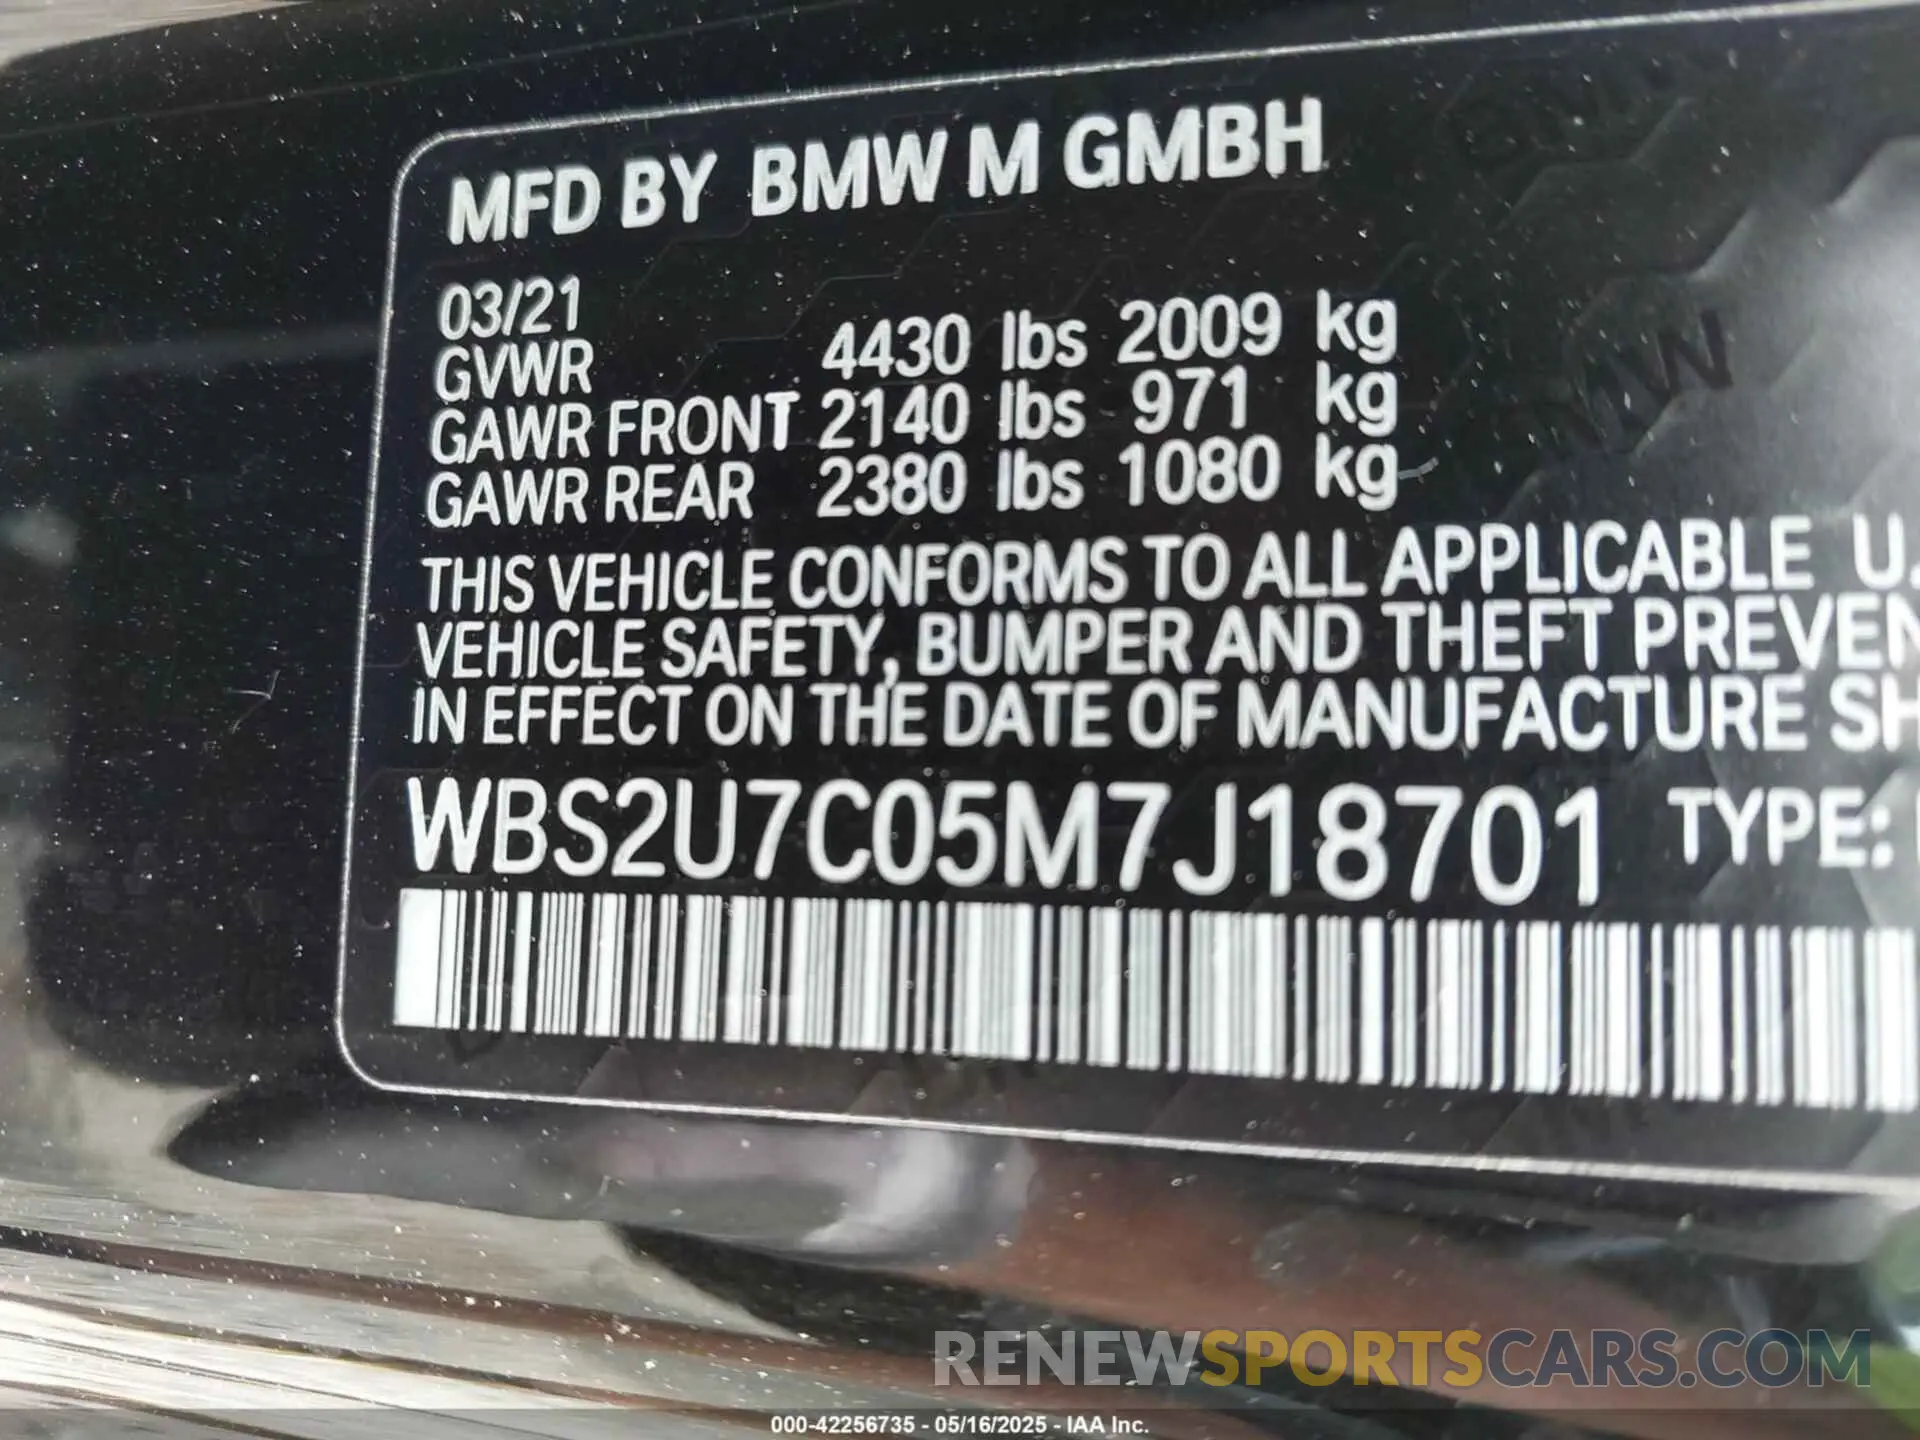 MFD BY BMW M GMBH
03/21
GVWR 4430 lbs 2009 kg
GAWR FRONT 2140 lbs 971 kg
GAWR REAR 2380 lbs 1080 kg
THIS VEHICLE CONFORMS TO ALL APPLICABLE U.
VEHICLE SAFETY, BUMPER AND THEFT PREVEN
IN EFFECT ON THE DATE OF MANUFACTURE SH
WBS2U7C05M7J18701 TYPE:
RENEWSPORTSCARS.COM
000-42256735 - 05/16/2025 - IAA Inc.